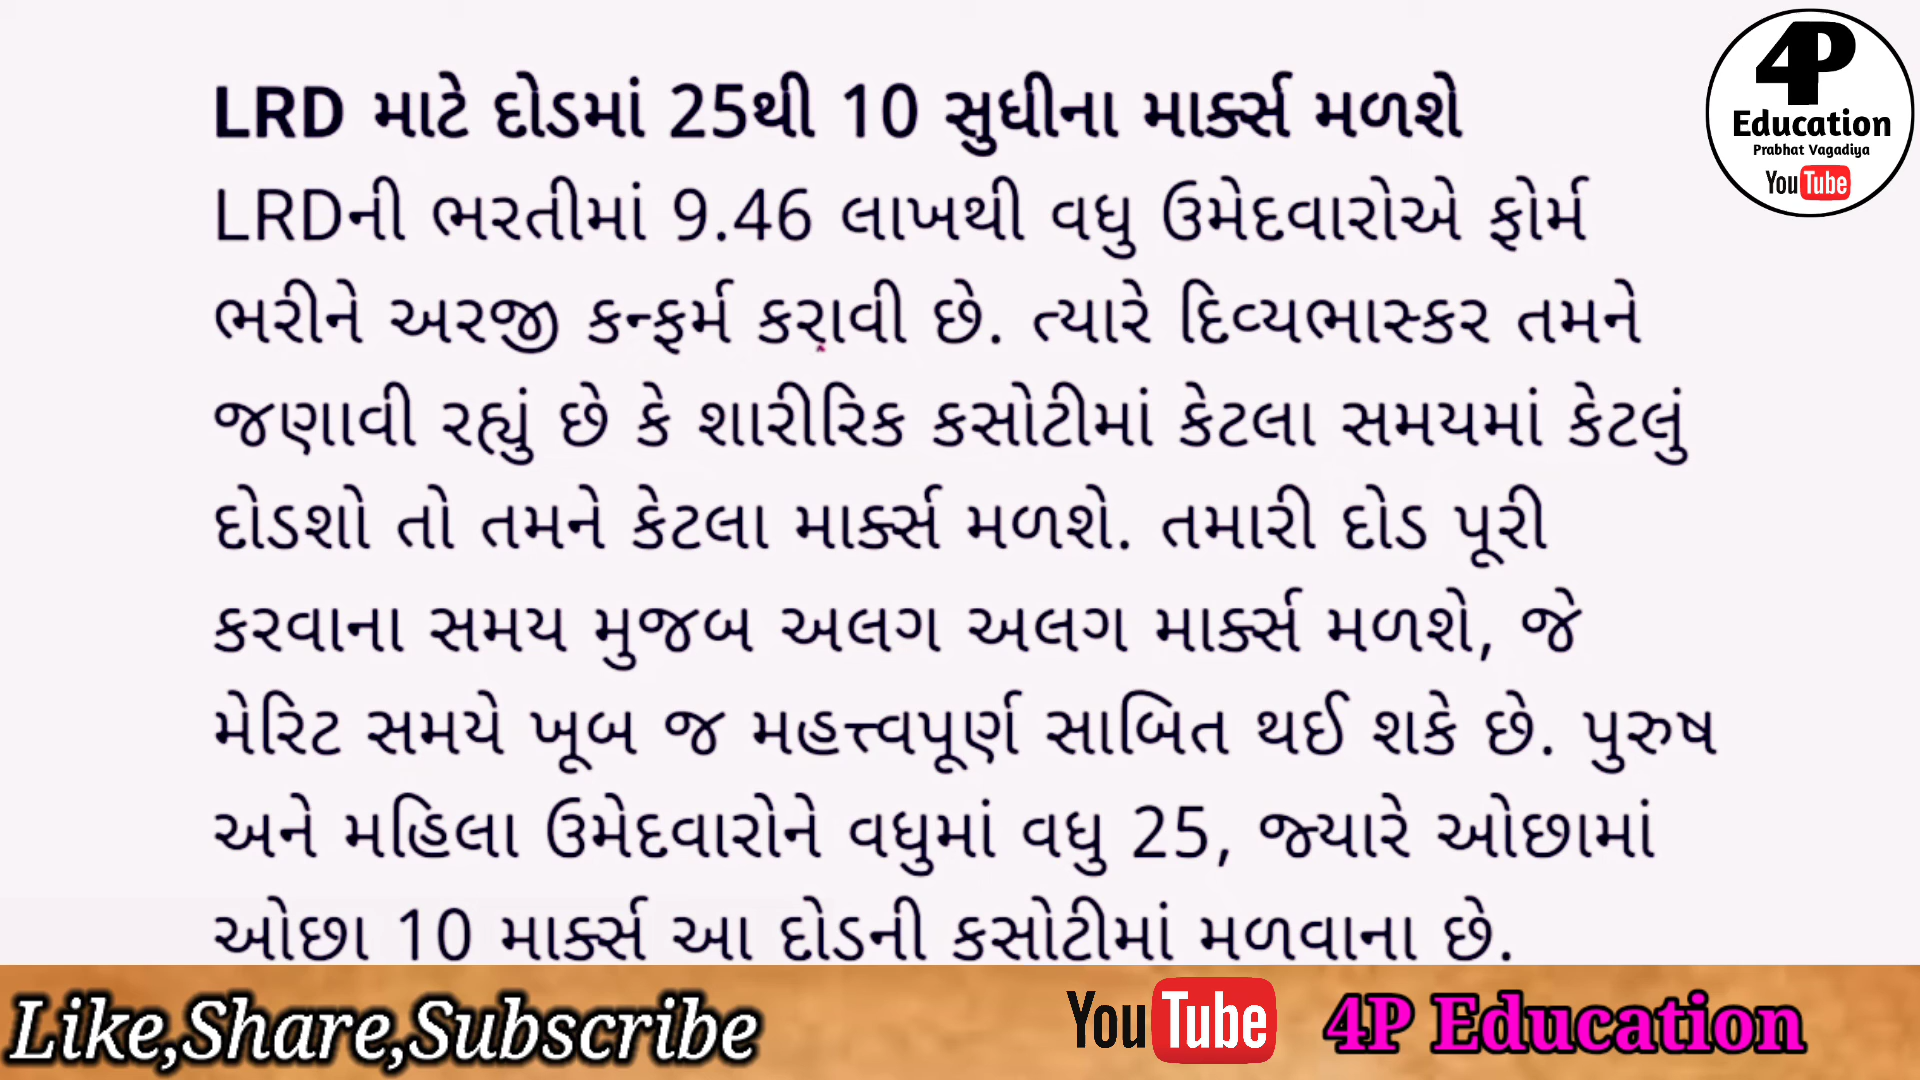 4P
Education
Prabhat Vagadiya
YouTube
LRD માટે દોડમાં 25થી 10 સુધીના માર્ક્સ મળશે
LRDની ભરતીમાં 9.46 લાખથી વધુ ઉમેદવારોએ ફોર્મ
ભરીને અરજી કન્ફર્મ કરાવી છે. ત્યારે દિવ્યભાસ્કર તમને
જણાવી રહ્યું છે કે શારીરિક કસોટીમાં કેટલા સમયમાં કેટલું
દોડશો તો તમને કેટલા માર્ક્સ મળશે. તમારી દોડ પૂરી
કરવાના સમય મુજબ અલગ અલગ માર્ક્સ મળશે, જે
મેરિટ સમયે ખૂબ જ મહત્ત્વપૂર્ણ સાબિત થઈ શકે છે. પુરુષ
અને મહિલા ઉમેદવારોને વધુમાં વધુ 25, જ્યારે ઓછામાં
ઓછા 10 માર્ક્સ આ દોડની કસોટીમાં મળવાના છે.
Like,Share,Subscribe YouTube 4P Education